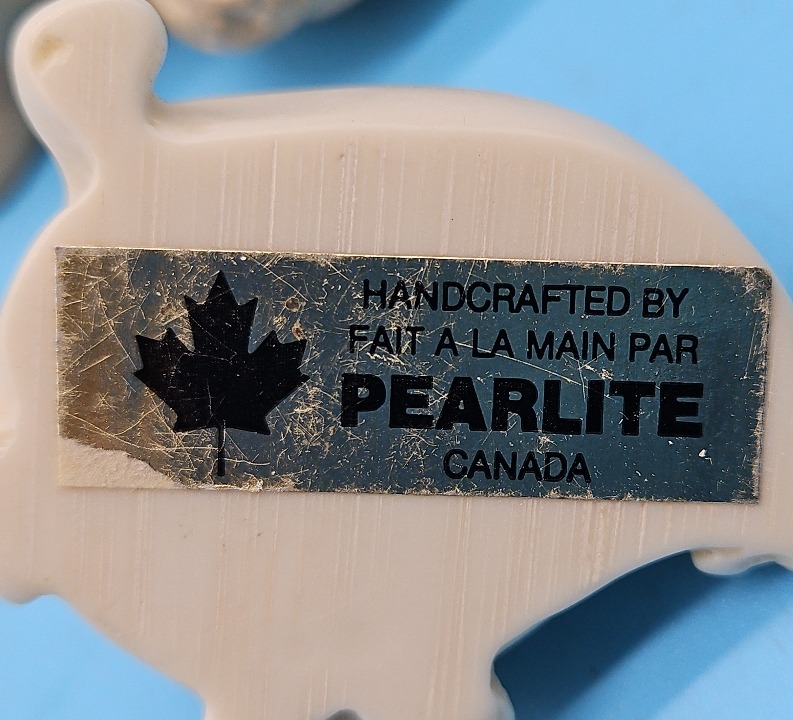 HANDCRAFTED BY
FAIT A LA MAIN PAR
PEARLITE
CANADA